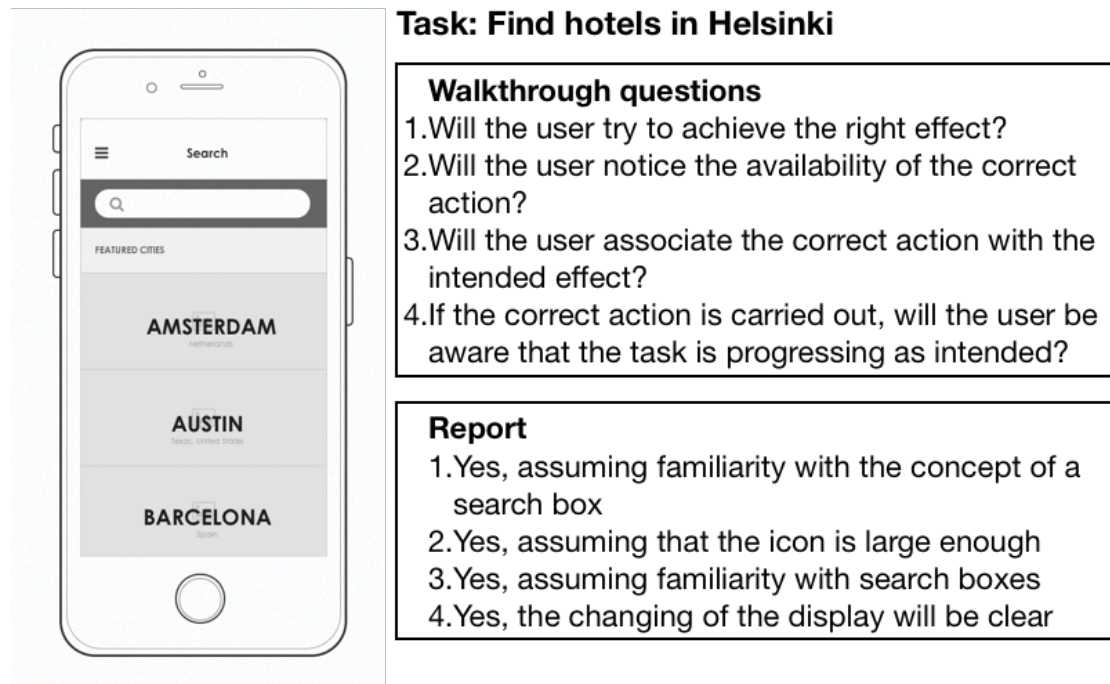 Task: Find hotels in Helsinki
Search
FEATURED CITIES
AMSTERDAM
Netherlands
AUSTIN
Texas, United States
BARCELONA
Spain
Walkthrough questions
1.Will the user try to achieve the right effect?
2.Will the user notice the availability of the correct
action?
3.Will the user associate the correct action with the
intended effect?
4.If the correct action is carried out, will the user be
aware that the task is progressing as intended?
Report
1.Yes, assuming familiarity with the concept of a
search box
2.Yes, assuming that the icon is large enough
3.Yes, assuming familiarity with search boxes
4.Yes, the changing of the display will be clear